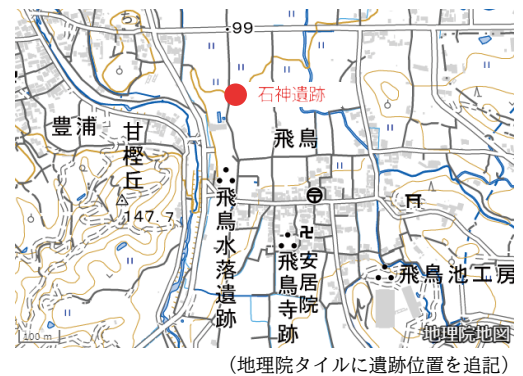 .99
石神遺跡
豊浦
甘樫丘
飛鳥
147.7
飛鳥水落遺跡
卍
安居院
飛鳥寺跡
飛鳥池工房
100 m
地理院地図
（地理院タイルに遺跡位置を追記）